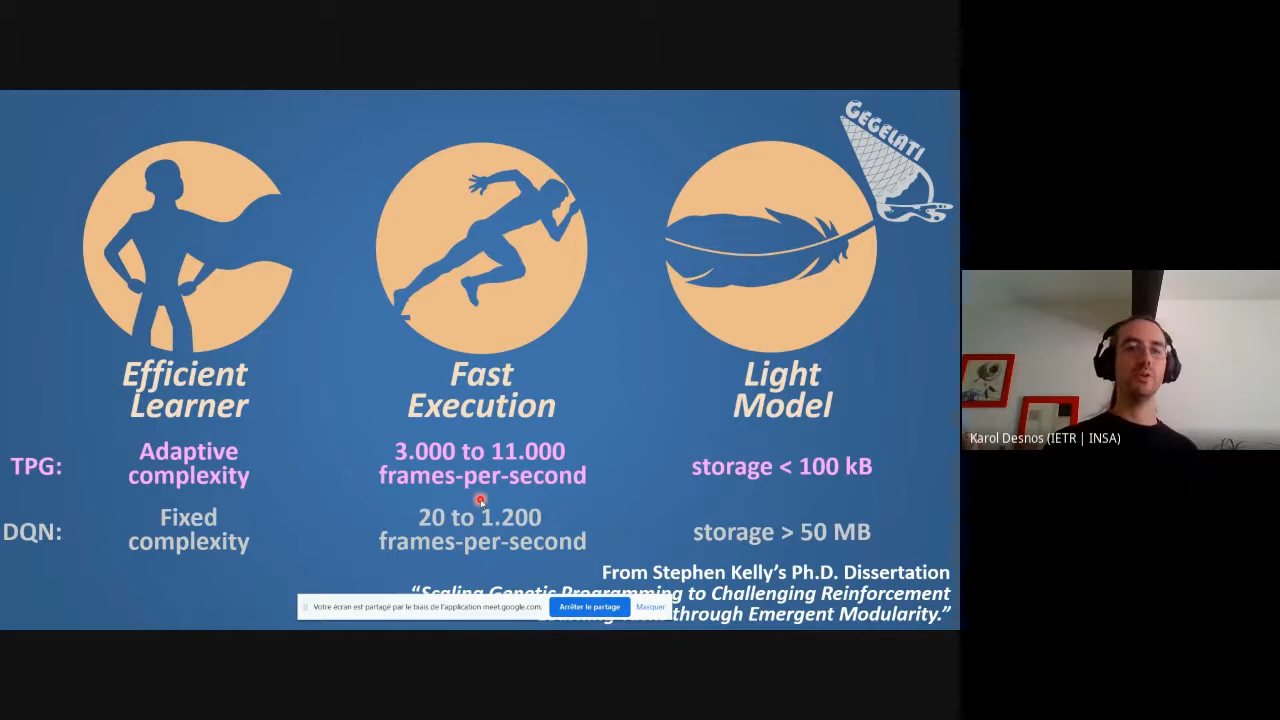 GEGELATI
Efficient
Learner
Fast
Execution
Light
Model
TPG:
Adaptive
complexity
3.000 to 11.000
frames-per-second
storage < 100 kB
DQN:
Fixed
complexity
20 to 1.200
frames-per-second
storage > 50 MB
From Stephen Kelly's Ph.D. Dissertation
“Scaling Genetic Programming to Challenging Reinforcement
through Emergent Modularity.”
Votre écran est partagé par le biais de l'application meet.google.com.
Arrêter le partage
Masquer
Karol Desnos (IETR | INSA)